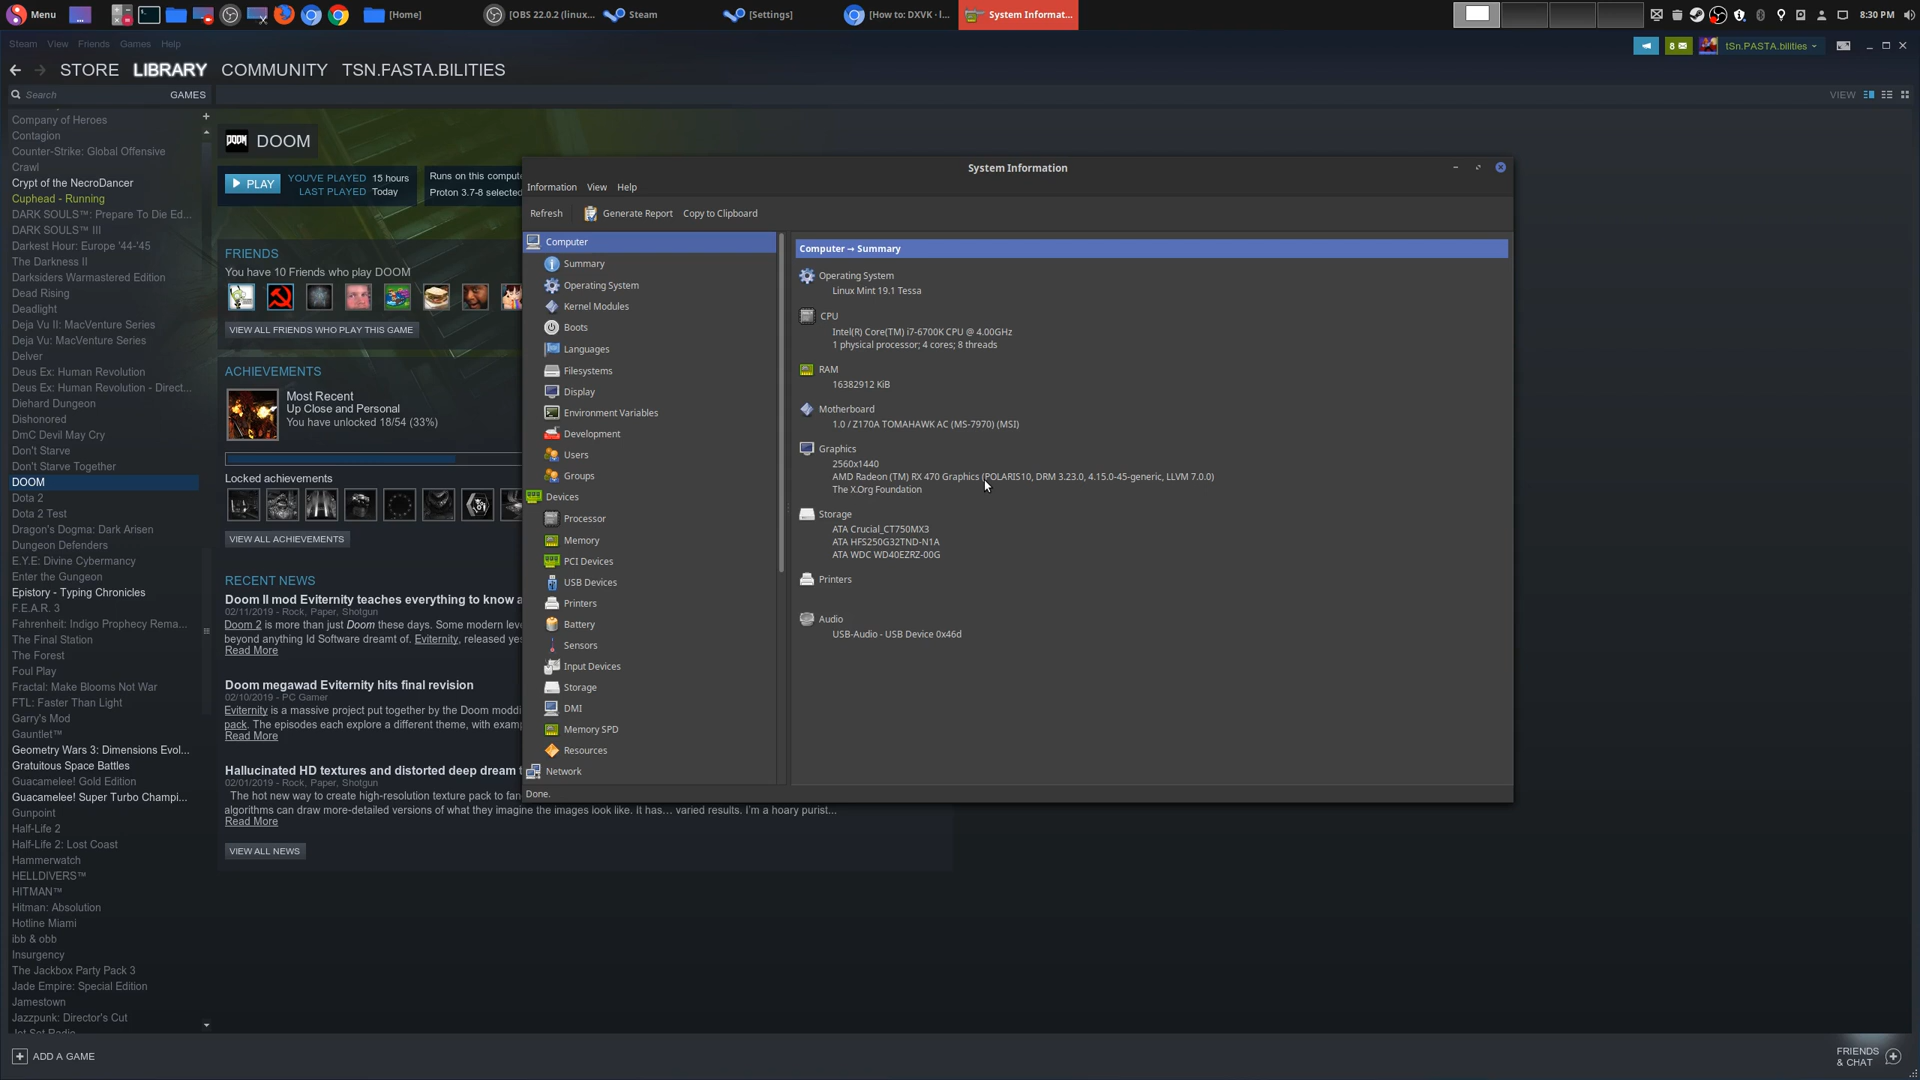 Menu
[Home]
[OBS 22.0.2 (linux...
Steam
[Settings]
[How to: DXVK · l...
System Informat...
8:30 PM
Steam View Friends Games Help
8
tSn.PASTA.bilities
STORE LIBRARY COMMUNITY TSN.FASTA.BILITIES
Search
GAMES
VIEW
Company of Heroes
Contagion
Counter-Strike: Global Offensive
Crawl
Crypt of the NecroDancer
Cuphead - Running
DARK SOULS™: Prepare To Die Ed...
DARK SOULS™ III
Darkest Hour: Europe '44-'45
The Darkness II
Darksiders Warmastered Edition
Dead Rising
Deadlight
Deja Vu II: MacVenture Series
Deja Vu: MacVenture Series
Delver
Deus Ex: Human Revolution
Deus Ex: Human Revolution - Direct...
Diehard Dungeon
Dishonored
DmC Devil May Cry
Don't Starve
Don't Starve Together
DOOM
Dota 2
Dota 2 Test
Dragon's Dogma: Dark Arisen
Dungeon Defenders
E.Y.E: Divine Cybermancy
Enter the Gungeon
Epistory - Typing Chronicles
F.E.A.R. 3
Fahrenheit: Indigo Prophecy Rema...
The Final Station
The Forest
Foul Play
Fractal: Make Blooms Not War
FTL: Faster Than Light
Garry's Mod
Gauntlet™
Geometry Wars 3: Dimensions Evol...
Gratuitous Space Battles
Guacamelee! Gold Edition
Guacamelee! Super Turbo Champi...
Gunpoint
Half-Life 2
Half-Life 2: Lost Coast
Hammerwatch
HELLDIVERS™
HITMAN™
Hitman: Absolution
Hotline Miami
ibb & obb
Insurgency
The Jackbox Party Pack 3
Jade Empire: Special Edition
Jamestown
Jazzpunk: Director's Cut
Jet Set Radio
ADD A GAME
DOOM
DOOM
PLAY
YOU'VE PLAYED 15 hours
LAST PLAYED Today
Runs on this comput
Proton 3.7-8 selected
FRIENDS
You have 10 Friends who play DOOM
VIEW ALL FRIENDS WHO PLAY THIS GAME
ACHIEVEMENTS
Most Recent
Up Close and Personal
You have unlocked 18/54 (33%)
Locked achievements
VIEW ALL ACHIEVEMENTS
RECENT NEWS
Doom II mod Eviternity teaches everything to know a
02/11/2019 - Rock, Paper, Shotgun
Doom 2 is more than just Doom these days. Some modern leve
beyond anything Id Software dreamt of. Eviternity, released yes
Read More
Doom megawad Eviternity hits final revision
02/10/2019 - PC Gamer
Eviternity is a massive project put together by the Doom moddi
pack. The episodes each explore a different theme, with examp
Read More
Hallucinated HD textures and distorted deep dream t
02/01/2019 - Rock, Paper, Shotgun
The hot new way to create high-resolution texture pack to fan
algorithms can draw more-detailed versions of what they imagine the images look like. It has... varied results. I'm a hoary purist...
Read More
VIEW ALL NEWS
System Information
Information View Help
Refresh Generate Report Copy to Clipboard
Computer
Summary
Operating System
Kernel Modules
Boots
Languages
Filesystems
Display
Environment Variables
Development
Users
Groups
Devices
Processor
Memory
PCI Devices
USB Devices
Printers
Battery
Sensors
Input Devices
Storage
DMI
Memory SPD
Resources
Network
Done.
Computer → Summary
Operating System
Linux Mint 19.1 Tessa
CPU
Intel(R) Core(TM) i7-6700K CPU @ 4.00GHz
1 physical processor; 4 cores; 8 threads
RAM
16382912 KiB
Motherboard
1.0 / Z170A TOMAHAWK AC (MS-7970) (MSI)
Graphics
2560x1440
AMD Radeon (TM) RX 470 Graphics (POLARIS10, DRM 3.23.0, 4.15.0-45-generic, LLVM 7.0.0)
The X.Org Foundation
Storage
ATA Crucial_CT750MX3
ATA HFS250G32TND-N1A
ATA WDC WD40EZRZ-00G
Printers
Audio
USB-Audio - USB Device 0x46d
FRIENDS
& CHAT